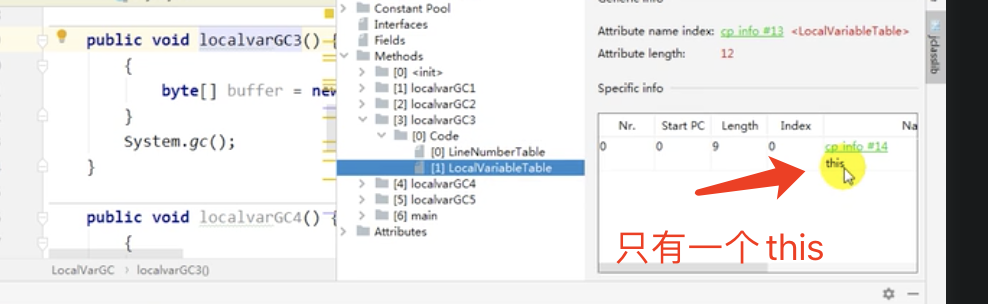 public void localvarGC3() {
{
byte[] buffer = new
}
System.gc();
}
public void localvarGC4() {
{
LocalVarGC > localvarGC3()
Constant Pool
Interfaces
Fields
Methods
[0] <init>
[1] localvarGC1
[2] localvarGC2
[3] localvarGC3
[0] Code
[0] LineNumberTable
[1] LocalVariableTable
[4] localvarGC4
[5] localvarGC5
[6] main
Attributes
Generic info
Attribute name index: cp info #13 <LocalVariableTable>
Attribute length: 12
Specific info
Nr. Start PC Length Index Na
0 0 9 0 cp info #14
this
只有一个 this
jclasslib